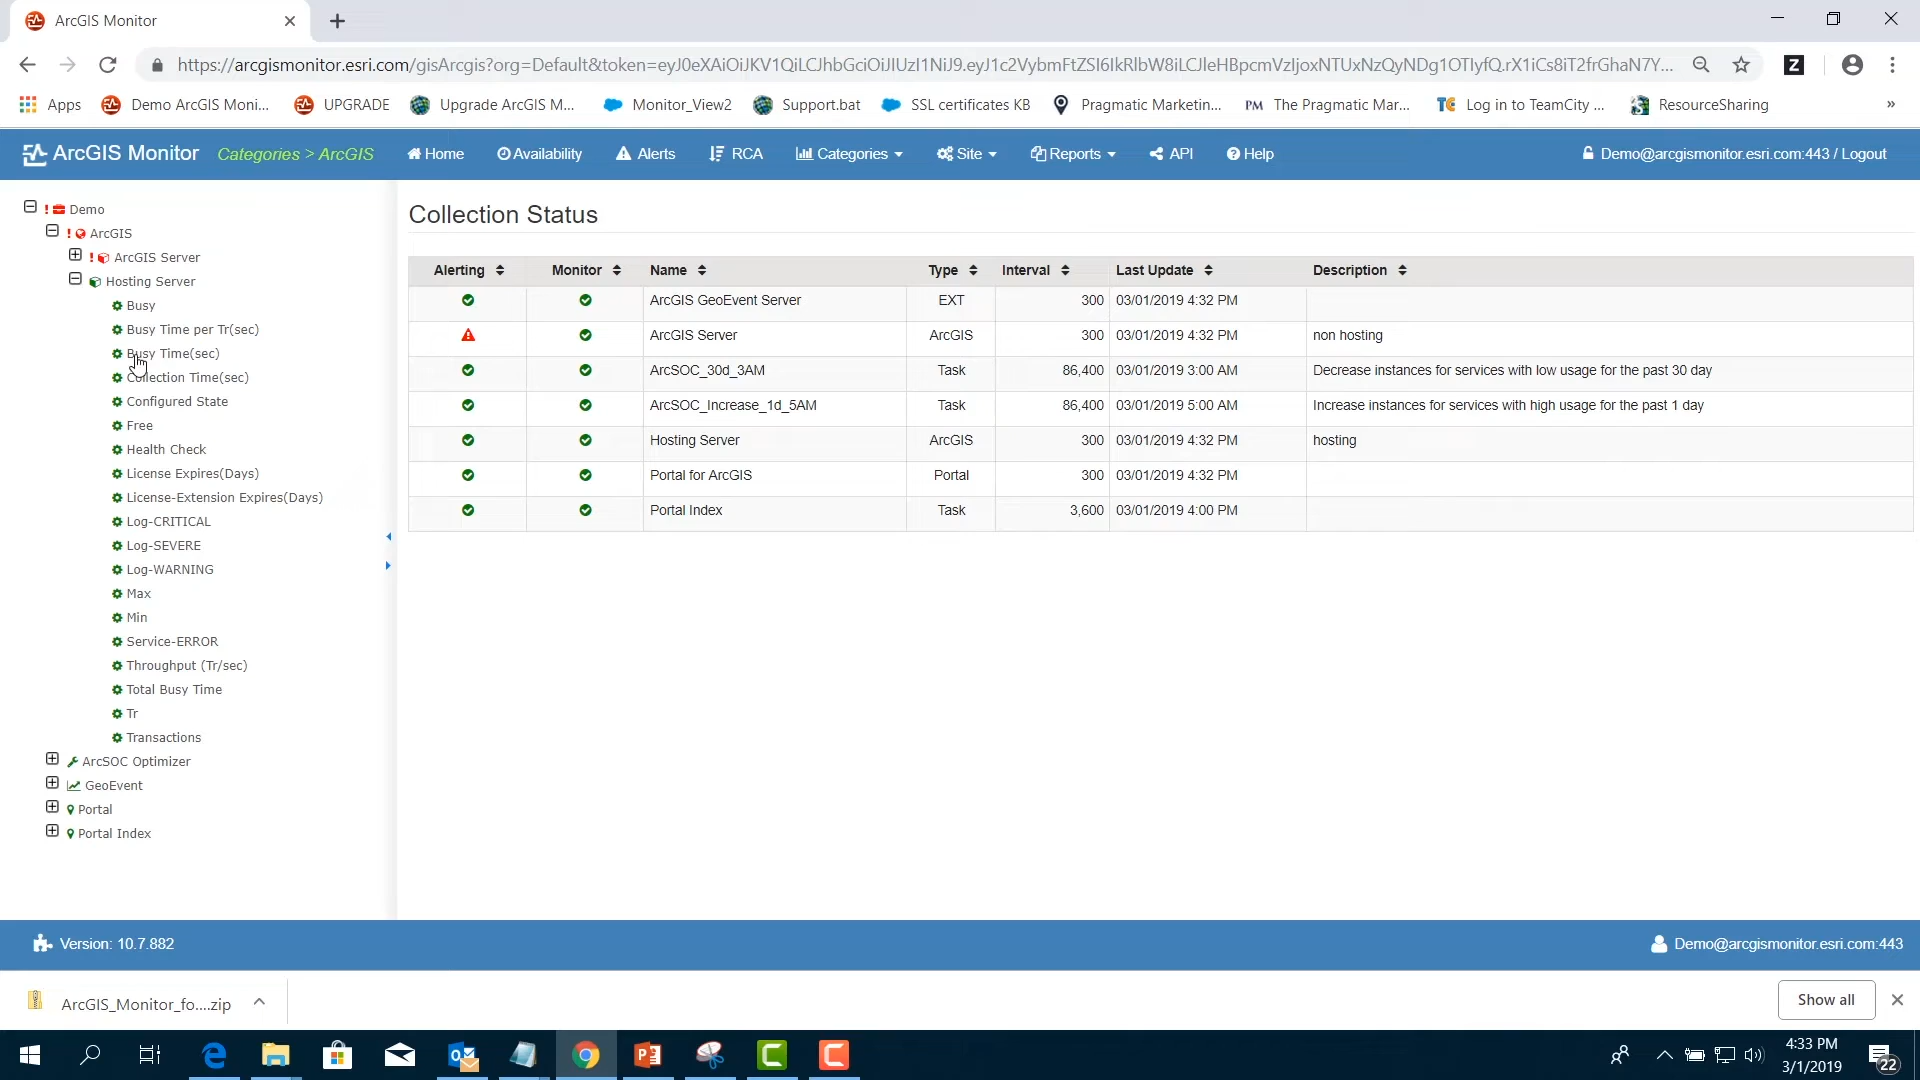 ArcGIS Monitor
https://arcgismonitor.esri.com/gisArcgis?org=Default&token=eyJ0eXAiOiJKV1QiLCJhbGciOiJIUzI1NiJ9.eyJ1c2VybmFtZSI6IkRlbW8iLCJleHBpcmVzIjoxNTUxNzQyNDg1OTIyfQ.rX1iCs8iT2frGhaN7Y...
Apps Demo ArcGIS Moni... UPGRADE Upgrade ArcGIS M... Monitor_View2 Support.bat SSL certificates KB Pragmatic Marketin... PM The Pragmatic Mar... Log in to TeamCity ... ResourceSharing »
ArcGIS Monitor Categories > ArcGIS Home Availability Alerts RCA Categories Site Reports API Help Demo@arcgismonitor.esri.com:443 / Logout
Demo
ArcGIS
ArcGIS Server
Hosting Server
Busy
Busy Time per Tr(sec)
Busy Time(sec)
Collection Time(sec)
Configured State
Free
Health Check
License Expires(Days)
License-Extension Expires(Days)
Log-CRITICAL
Log-SEVERE
Log-WARNING
Max
Min
Service-ERROR
Throughput (Tr/sec)
Total Busy Time
Tr
Transactions
ArcSOC Optimizer
GeoEvent
Portal
Portal Index
Collection Status
Alerting Monitor Name Type Interval Last Update Description
ArcGIS GeoEvent Server EXT 300 03/01/2019 4:32 PM
ArcGIS Server ArcGIS 300 03/01/2019 4:32 PM non hosting
ArcSOC_30d_3AM Task 86,400 03/01/2019 3:00 AM Decrease instances for services with low usage for the past 30 day
ArcSOC_Increase_1d_5AM Task 86,400 03/01/2019 5:00 AM Increase instances for services with high usage for the past 1 day
Hosting Server ArcGIS 300 03/01/2019 4:32 PM hosting
Portal for ArcGIS Portal 300 03/01/2019 4:32 PM
Portal Index Task 3,600 03/01/2019 4:00 PM
Version: 10.7.882 Demo@arcgismonitor.esri.com:443
ArcGIS_Monitor_fo....zip Show all
4:33 PM
3/1/2019
22